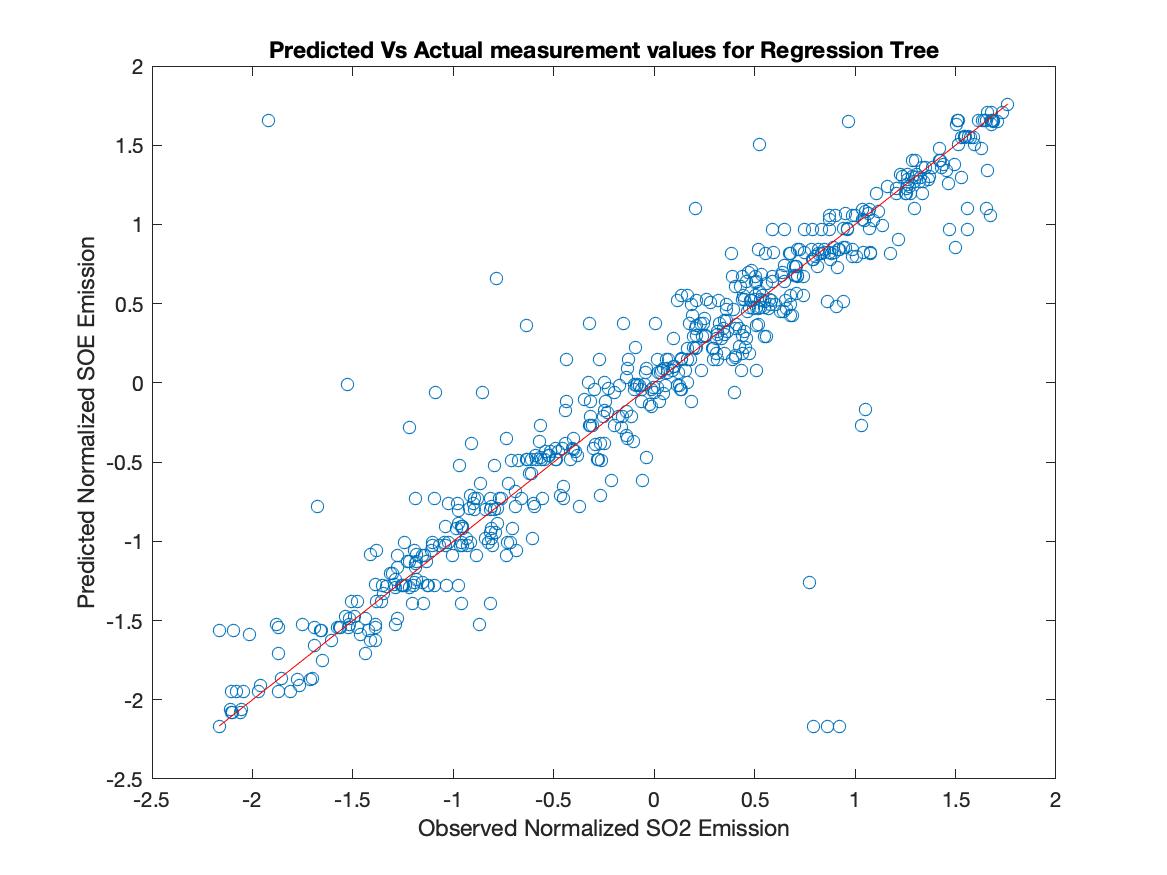 Predicted Vs Actual measurement values for Regression Tree
2
1.5
1
0.5
0
-0.5
-1
-1.5
-2
-2.5
Predicted Normalized SOE Emission
-2.5 -2 -1.5 -1 -0.5 0 0.5 1 1.5 2
Observed Normalized SO2 Emission